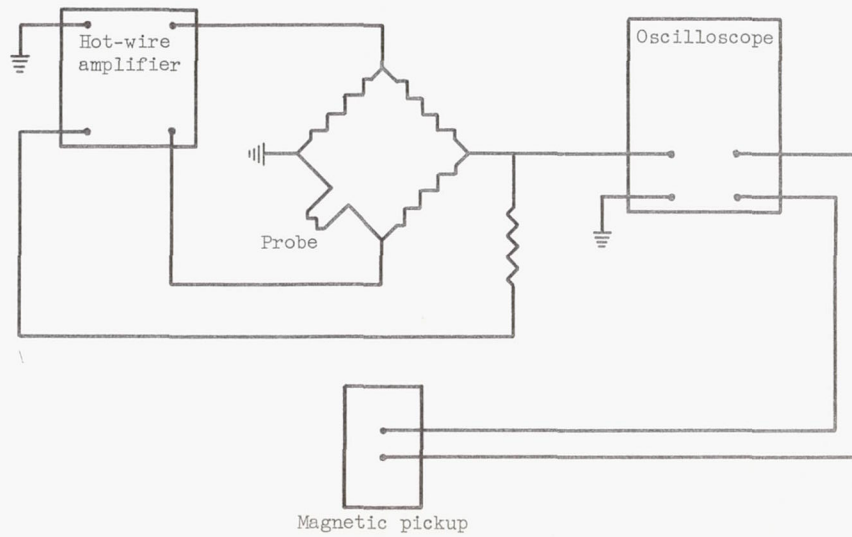 Hot-wire
amplifier
Oscilloscope
Probe
Magnetic pickup